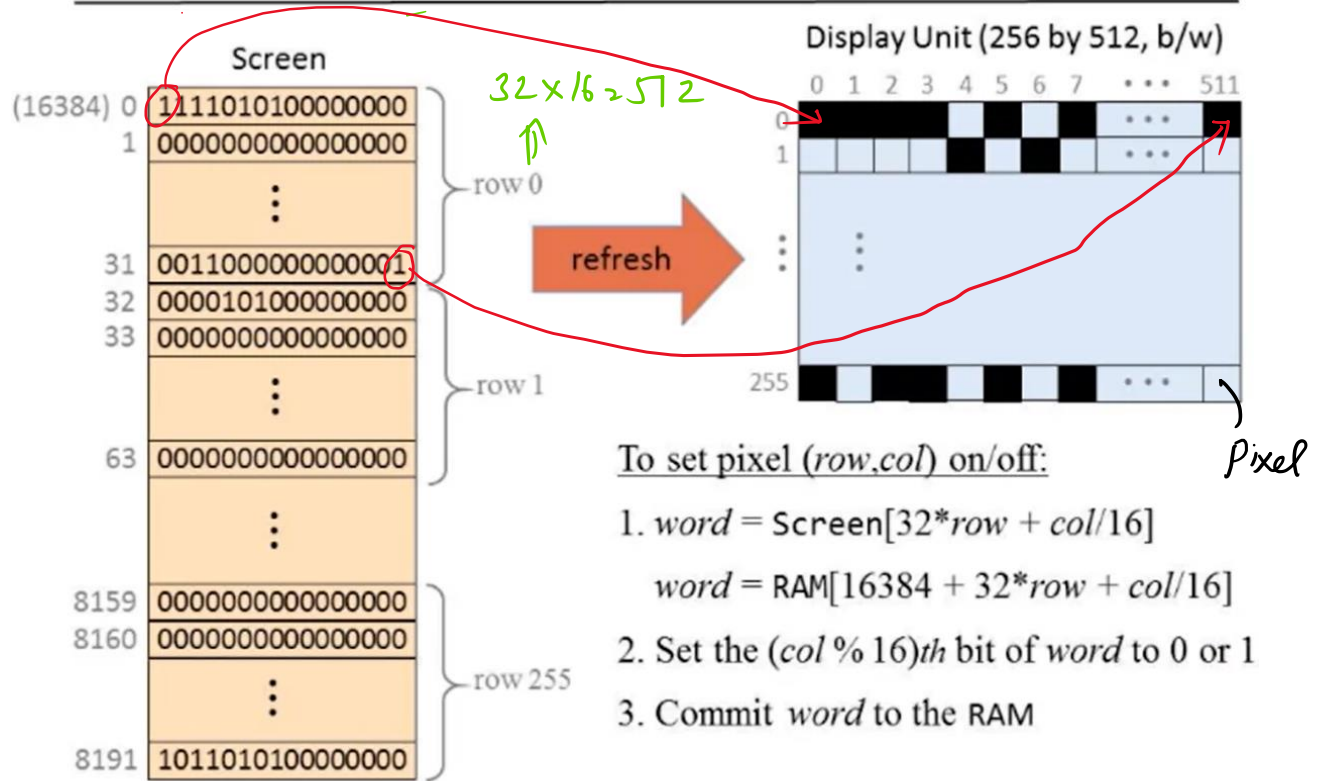 Screen
(16384) 0 1111010100000000
1 0000000000000000
⋮
31 0011000000000001
32 0000101000000000
33 0000000000000000
⋮
63 0000000000000000
⋮
8159 0000000000000000
8160 0000000000000000
⋮
8191 1011010100000000
row 0
row 1
row 255
32 x 16 = 512
refresh
Display Unit (256 by 512, b/w)
0 1 2 3 4 5 6 7 ··· 511
0 ···
1 ···
⋮ ⋮
255 ···
Pixel
To set pixel (row,col) on/off:
1. word = Screen[32*row + col/16]
word = RAM[16384 + 32*row + col/16]
2. Set the (col % 16)th bit of word to 0 or 1
3. Commit word to the RAM